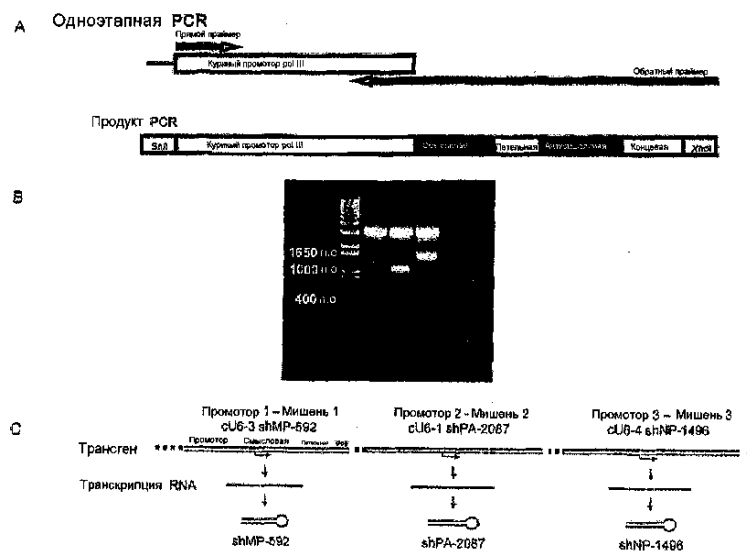 A Одноэтапная PCR
Прямой праймер
Куриный промотор pol III
Обратный праймер
Продукт PCR
Куриный промотор pol III Петельная Антисмысловая Концевая XhoI
B
1650 п.о
1000 п.о
400 п.о
C
Промотор 1 – Мишень 1 Промотор 2 - Мишень 2 Промотор 3 – Мишень 3
cU6-3 shMP-592 cU6-1 shPA-2087 cU6-4 shNP-1496
Трансген **** Промотор Смысловая
Транскрипция RNA
shMP-592 shPA-2087 shNP-1496